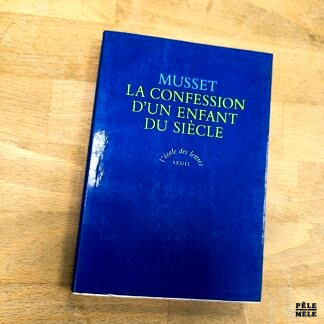 MUSSET
LA CONFESSION
D'UN ENFANT
DU SIÈCLE
l'école des lettres
SEUIL
PÊLE
MÊLE